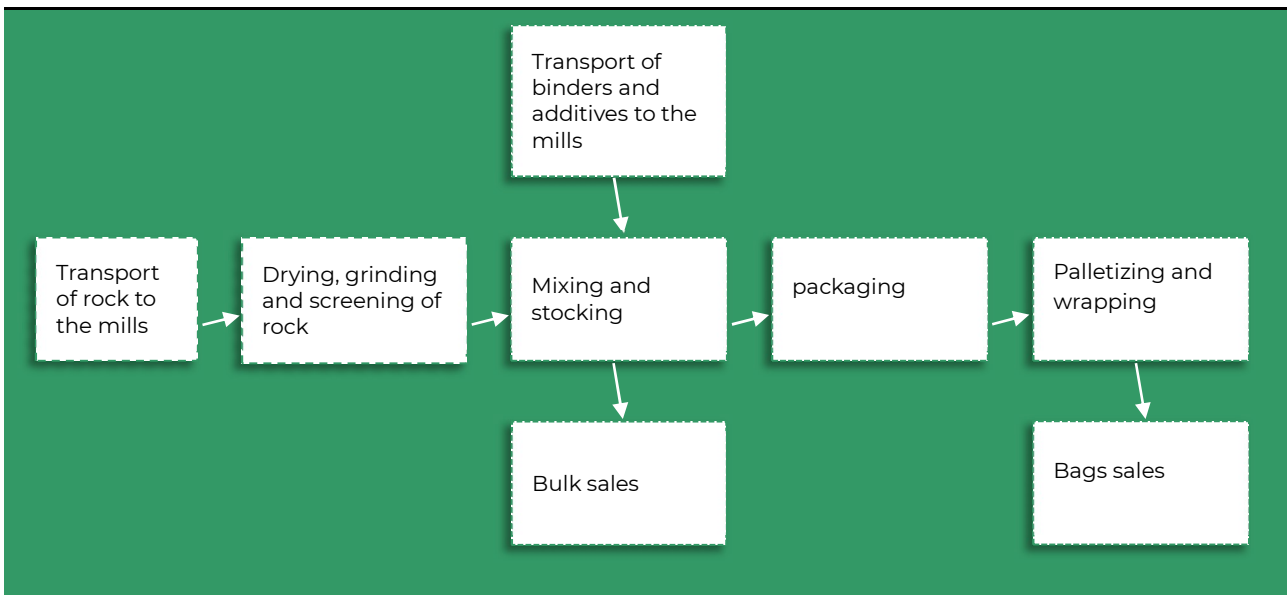 Transport of
binders and
additives to the
mills
Transport
of rock to
the mills
Drying, grinding
and screening of
rock
Mixing and
stocking
packaging
Palletizing and
wrapping
Bulk sales
Bags sales